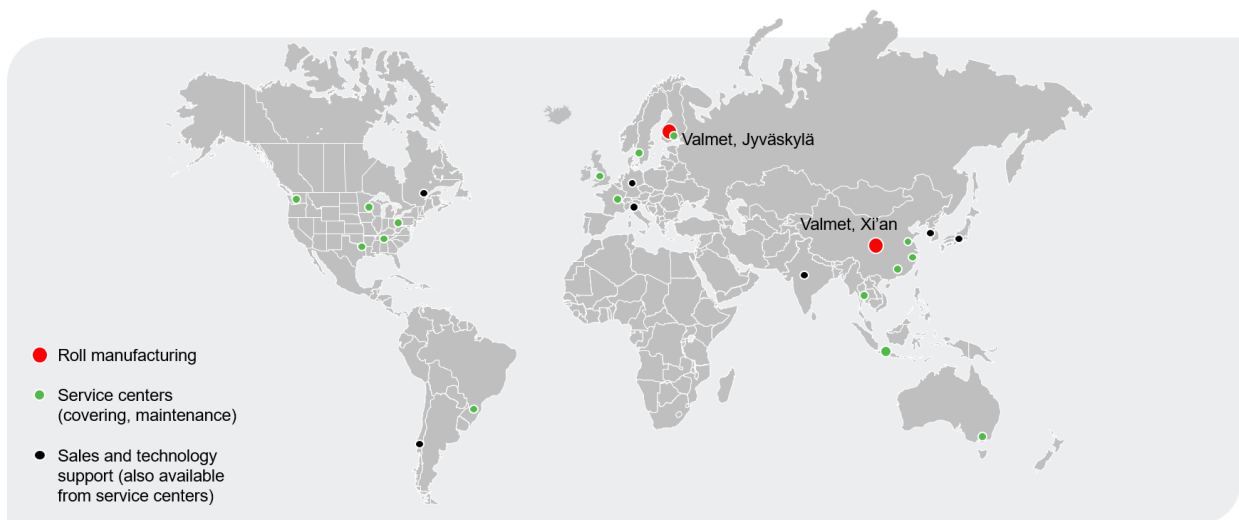 Valmet, Jyväskylä
Valmet, Xi'an
Roll manufacturing
Service centers
(covering, maintenance)
Sales and technology
support (also available
from service centers)